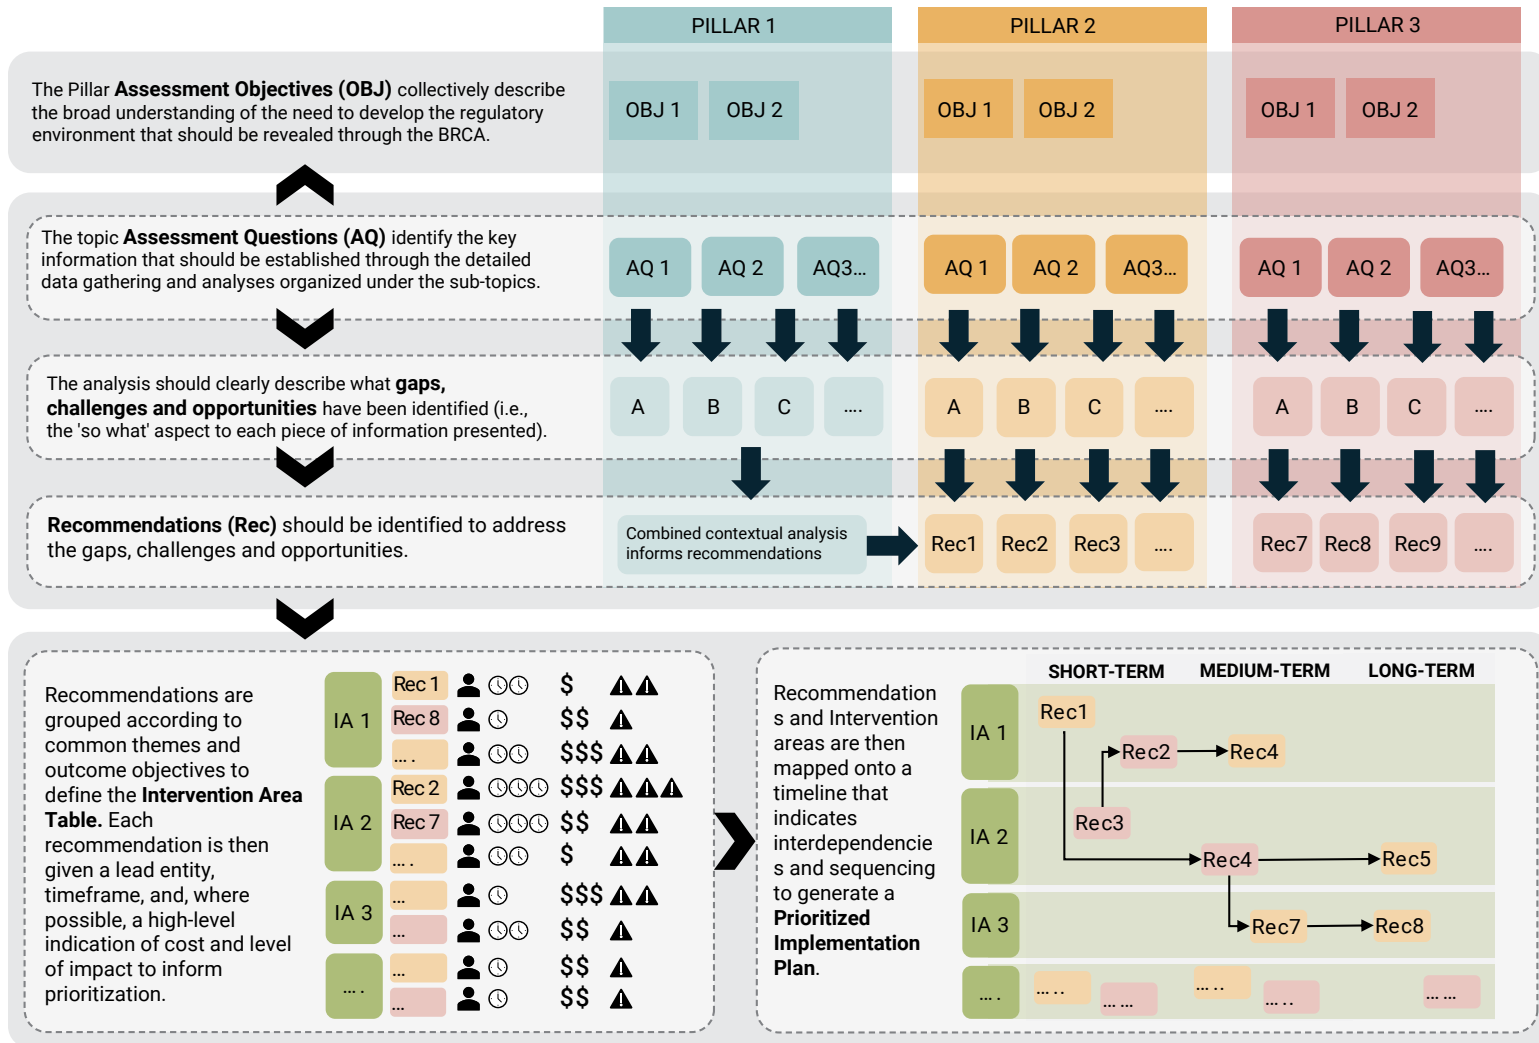 PILLAR 1
PILLAR 2
PILLAR 3
The Pillar Assessment Objectives (OBJ) collectively describe
the broad understanding of the need to develop the regulatory
environment that should be revealed through the BRCA.
OBJ 1
OBJ 2
OBJ 1
OBJ 2
OBJ 1
OBJ 2
The topic Assessment Questions (AQ) identify the key
information that should be established through the detailed
data gathering and analyses organized under the sub-topics.
AQ 1
AQ 2
AQ3...
AQ 1
AQ 2
AQ3...
AQ 1
AQ 2
AQ3...
The analysis should clearly describe what gaps,
challenges and opportunities have been identified (i.e.,
the 'so what' aspect to each piece of information presented).
A
B
C
....
A
B
C
....
A
B
C
....
Recommendations (Rec) should be identified to address
the gaps, challenges and opportunities.
Combined contextual analysis
informs recommendations
Rec1
Rec2
Rec3
....
Rec7
Rec8
Rec9
....
Recommendations are
grouped according to
common themes and
outcome objectives to
define the Intervention Area
Table. Each
recommendation is then
given a lead entity,
timeframe, and, where
possible, a high-level
indication of cost and level
of impact to inform
prioritization.
IA 1
Rec 1 $
Rec 8 $$
.... $$$
IA 2
Rec 2 $$$
Rec 7 $$
.... $
IA 3
... $$$
... $$
....
... $$
... $$
Recommendation
s and Intervention
areas are then
mapped onto a
timeline that
indicates
interdependencie
s and sequencing
to generate a
Prioritized
Implementation
Plan.
SHORT-TERM
MEDIUM-TERM
LONG-TERM
IA 1
Rec1
Rec2
Rec4
IA 2
Rec3
Rec4
Rec5
IA 3
Rec7
Rec8
....
.....
......
.....
.....
......